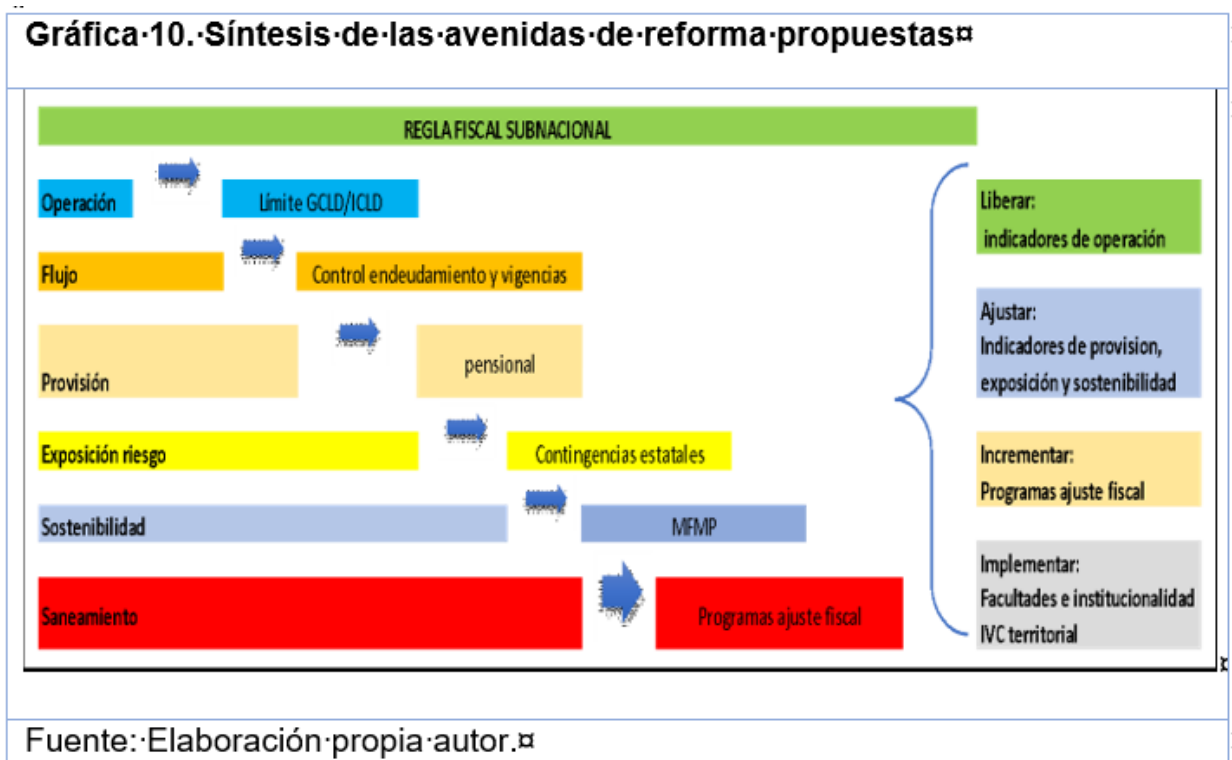 Gráfica·10.·Síntesis·de·las·avenidas·de·reforma·propuestas¤
REGLA FISCAL SUBNACIONAL
Operación
Límite GCLD/ICLD
Flujo
Control endeudamiento y vigencias
Provisión
pensional
Exposición riesgo
Contingencias estatales
Sostenibilidad
MFMP
Saneamiento
Programas ajuste fiscal
Liberar:
indicadores de operación
Ajustar:
Indicadores de provision,
exposición y sostenibilidad
Incrementar:
Programas ajuste fiscal
Implementar:
Facultades e institucionalidad
IVC territorial
¤
Fuente:·Elaboración·propia·autor.¤